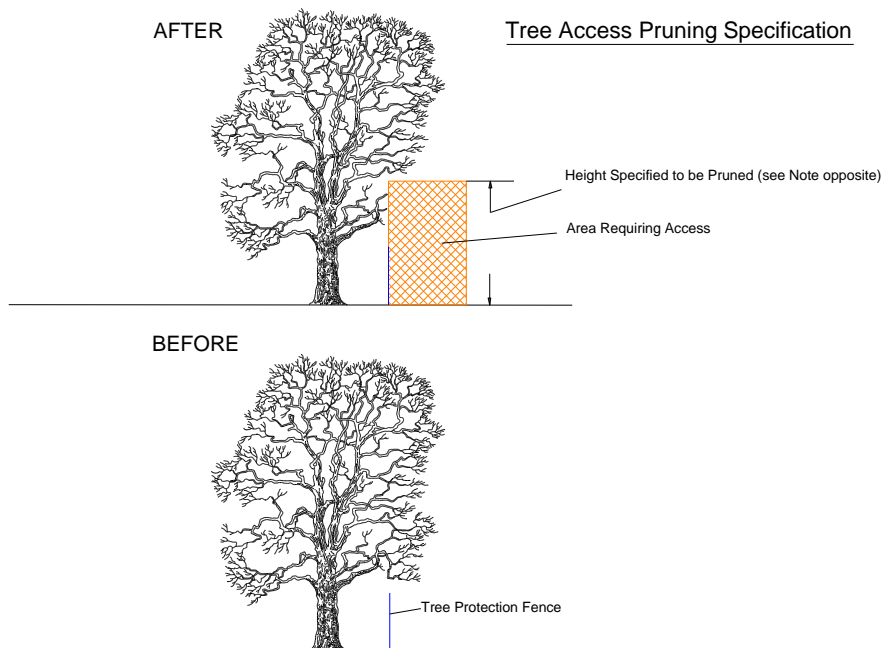 AFTER
Tree Access Pruning Specification
Height Specified to be Pruned (see Note opposite)
Area Requiring Access
BEFORE
Tree Protection Fence